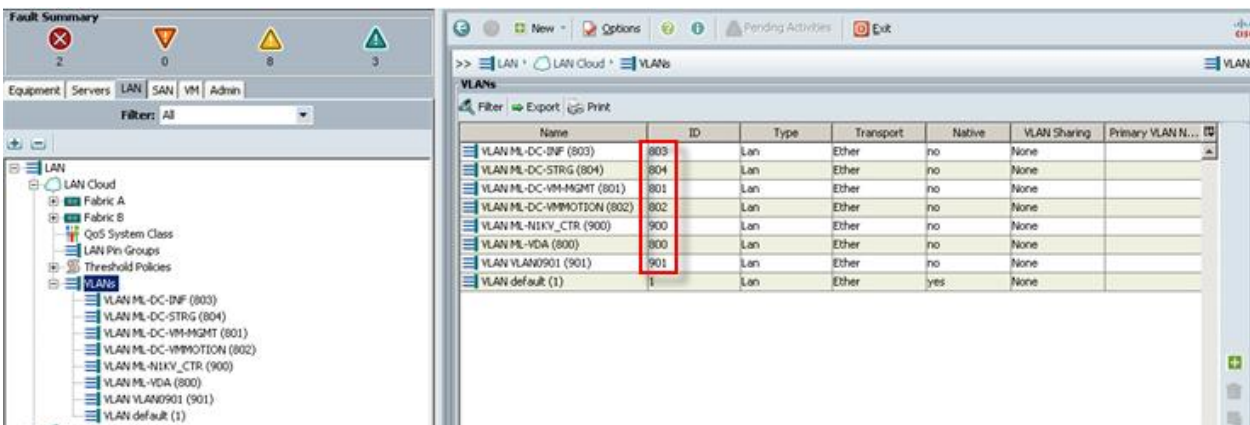 Fault Summary
2 0 8 3
Equipment Servers LAN SAN VM Admin
Filter: All
LAN
LAN Cloud
Fabric A
Fabric B
QoS System Class
LAN Pin Groups
Threshold Policies
VLANs
VLAN ML-DC-INF (803)
VLAN ML-DC-STRG (804)
VLAN ML-DC-VM-MGMT (801)
VLAN ML-DC-VMMOTION (802)
VLAN ML-N1KV_CTR (900)
VLAN ML-VDA (800)
VLAN VLAN0901 (901)
VLAN default (1)
New Options Pending Activities Exit
>> LAN LAN Cloud VLANs VLAN
VLANs
Filter Export Print
Name ID Type Transport Native VLAN Sharing Primary VLAN N...
VLAN ML-DC-INF (803) 803 Lan Ether no None
VLAN ML-DC-STRG (804) 804 Lan Ether no None
VLAN ML-DC-VM-MGMT (801) 801 Lan Ether no None
VLAN ML-DC-VMMOTION (802) 802 Lan Ether no None
VLAN ML-N1KV_CTR (900) 900 Lan Ether no None
VLAN ML-VDA (800) 800 Lan Ether no None
VLAN VLAN0901 (901) 901 Lan Ether no None
VLAN default (1) 1 Lan Ether yes None